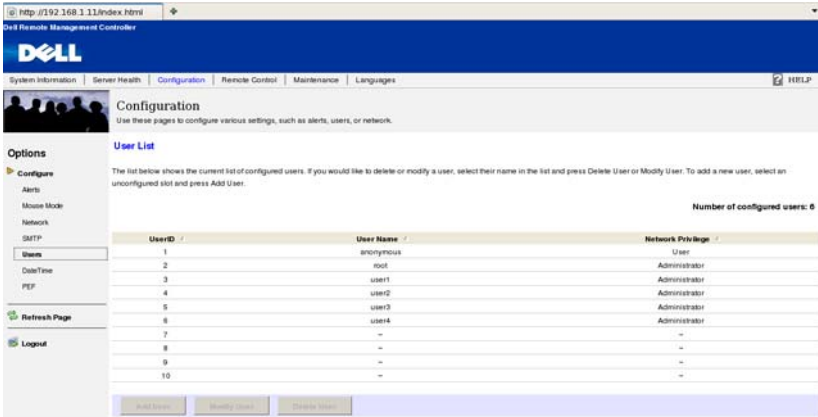 http://192.168.1.11/index.html
Dell Remote Management Controller
DELL
System Information Server Health Configuration Remote Control Maintenance Languages HELP
Configuration
Use these pages to configure various settings, such as alerts, users, or network.
Options
Configure
Alerts
Mouse Mode
Network
SMTP
Users
DateTime
PEF
Refresh Page
Logout
User List
The list below shows the current list of configured users. If you would like to delete or modify a user, select their name in the list and press Delete User or Modify User. To add a new user, select an
unconfigured slot and press Add User.
Number of configured users: 6
UserID User Name Network Privilege
1 anonymous User
2 root Administrator
3 user1 Administrator
4 user2 Administrator
5 user3 Administrator
6 user4 Administrator
7 ~ ~
8 ~ ~
9 ~ ~
10 ~ ~
Add User Modify User Delete User